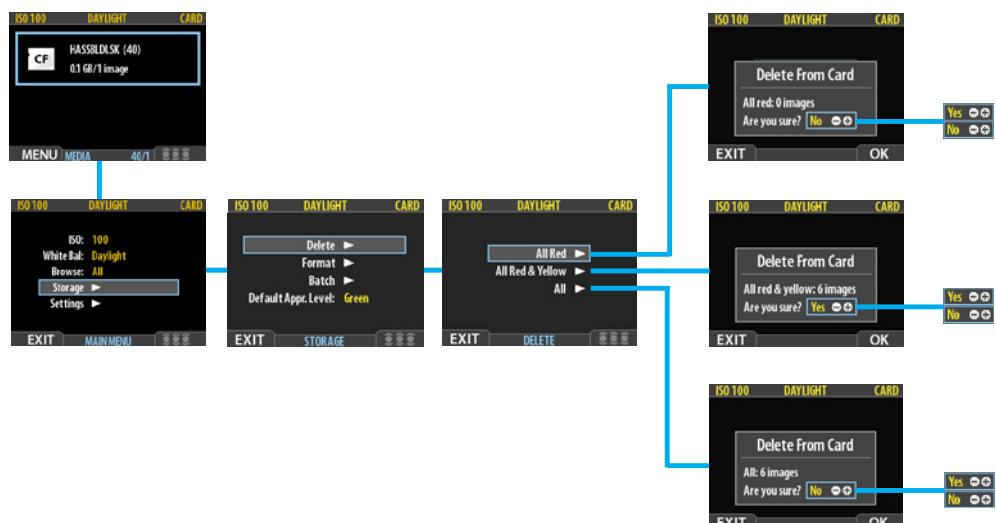 ISO 100 DAYLIGHT CARD
CF
HASSBLDLSK (40)
0.1 GB/1 image
MENU MEDIA 40/1
ISO 100 DAYLIGHT CARD
ISO: 100
White Bal: Daylight
Browse: All
Storage
Settings
EXIT MAIN MENU
ISO 100 DAYLIGHT CARD
Delete
Format
Batch
Default Appr. Level: Green
EXIT STORAGE
ISO 100 DAYLIGHT CARD
All Red
All Red & Yellow
All
EXIT DELETE
ISO 100 DAYLIGHT CARD
Delete From Card
All red: 0 images
Are you sure? No
EXIT OK
Yes
No
ISO 100 DAYLIGHT CARD
Delete From Card
All red & yellow: 6 images
Are you sure? Yes
EXIT OK
Yes
No
ISO 100 DAYLIGHT CARD
Delete From Card
All: 6 images
Are you sure? No
EXIT OK
Yes
No